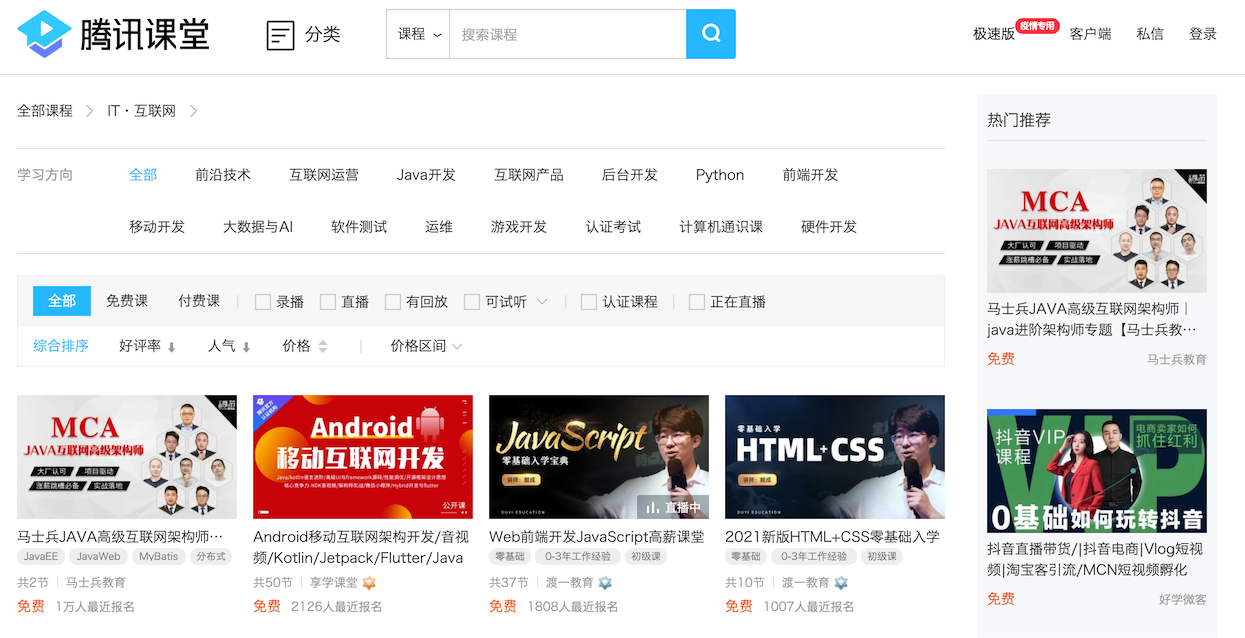 腾讯课堂
分类
课程
搜索课程
极速版
疫情专用
客户端
私信
登录
全部课程
IT・互联网
学习方向
全部
前沿技术
互联网运营
Java开发
互联网产品
后台开发
Python
前端开发
移动开发
大数据与AI
软件测试
运维
游戏开发
认证考试
计算机通识课
硬件开发
全部
免费课
付费课
录播
直播
有回放
可试听
认证课程
正在直播
综合排序
好评率
人气
价格
价格区间
MCA
JAVA互联网高级架构师
大厂认可
项目驱动
涨薪跳槽必备
实战落地
马士兵JAVA高级互联网架构师…
JavaEE
JavaWeb
MyBatis
分布式
共2节
马士兵教育
免费
1万人最近报名
腾讯官方
认证机构
Android
移动互联网开发
公开课
Android移动互联网架构开发/音视
频/Kotlin/Jetpack/Flutter/Java
共50节
享学课堂
免费
2126人最近报名
JavaScript
零基础入学宝典
DUYI EDUCATION
直播中
Web前端开发JavaScript高薪课堂
零基础
0-3年工作经验
初级课
共37节
渡一教育
免费
1808人最近报名
零基础入学
HTML+CSS
DUYI EDUCATION
2021新版HTML+CSS零基础入学
零基础
0-3年工作经验
初级课
共10节
渡一教育
免费
1007人最近报名
热门推荐
MCA
JAVA互联网高级架构师
大厂认可
项目驱动
涨薪跳槽必备
实战落地
马士兵JAVA高级互联网架构师｜
java进阶架构师专题【马士兵教…
免费
马士兵教育
VIP
抖音VIP
课程
电商卖家如何
抓住红利
0基础如何玩转抖音
抖音直播带货/|抖音电商|Vlog短视
频|淘宝客引流/MCN短视频孵化
免费
好学微客